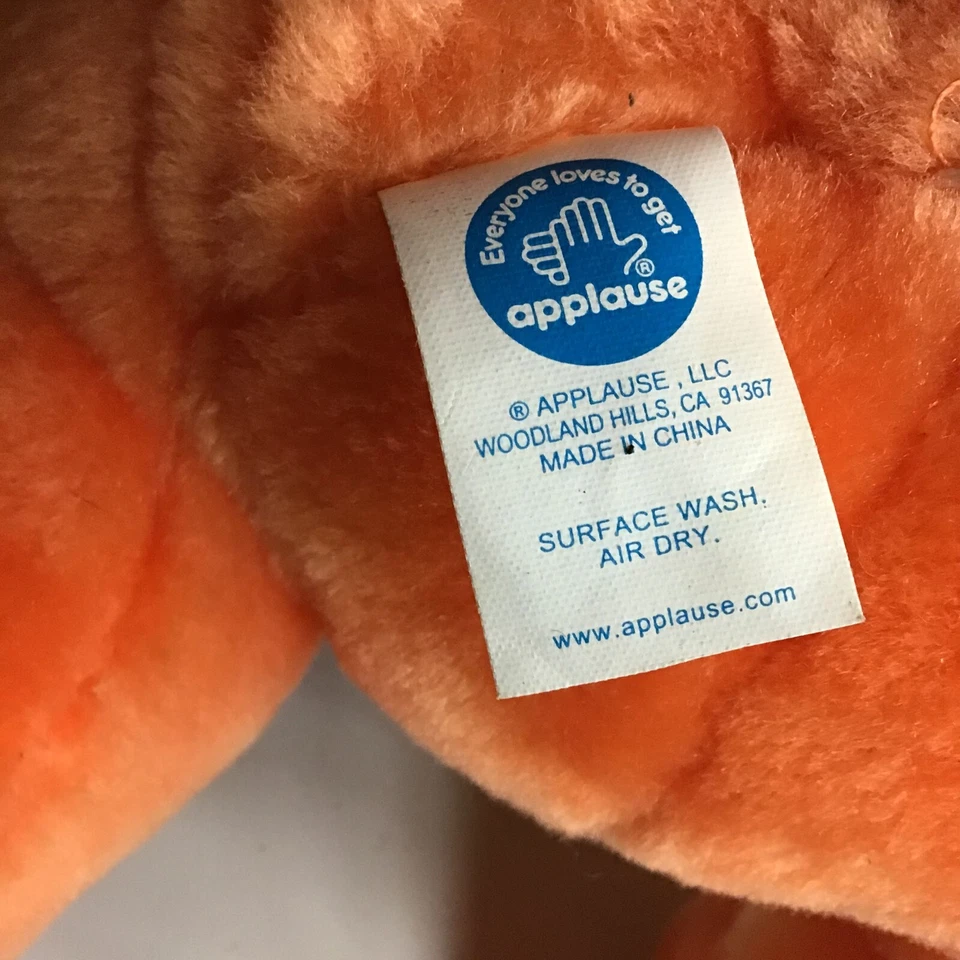 Everyone loves to get
®
applause
® APPLAUSE , LLC
WOODLAND HILLS, CA 91367
MADE IN CHINA
SURFACE WASH.
AIR DRY.
www.applause.com